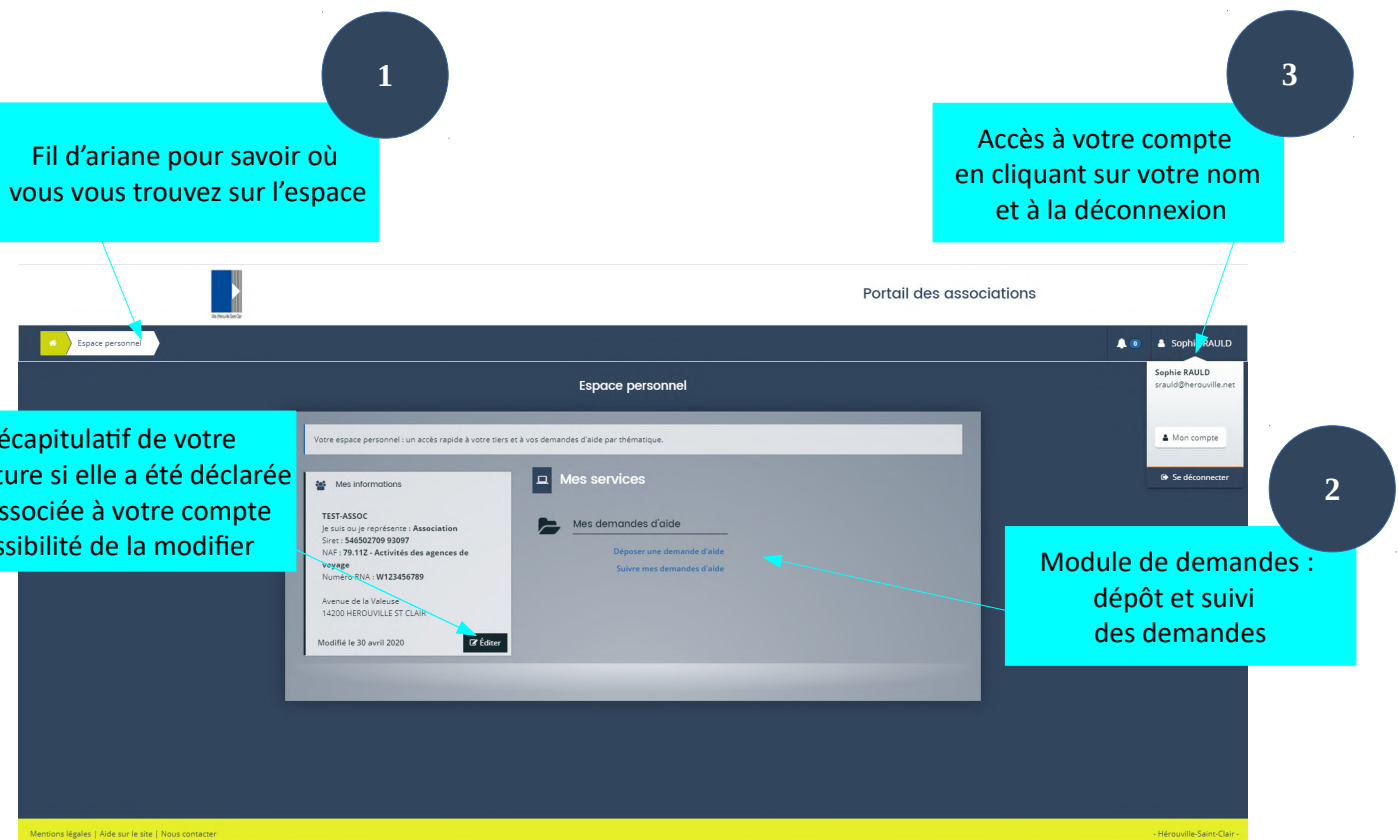 1
3
Fil d’ariane pour savoir où
vous vous trouvez sur l’espace
Accès à votre compte
en cliquant sur votre nom
et à la déconnexion
Portail des associations
Espace personnel
0
Sophie RAULD
Espace personnel
Sophie RAULD
srauld@herouville.net
Mon compte
Se déconnecter
écapitulatif de votre
ture si elle a été déclarée
ssociée à votre compte
ssibilité de la modifier
Votre espace personnel : un accès rapide à votre tiers et à vos demandes d'aide par thématique.
Mes informations
TEST-ASSOC
Je suis ou je représente : Association
Siret : 546502709 93097
NAF : 79.11Z - Activités des agences de
voyage
Numéro RNA : W123456789
Avenue de la Valeuse
14200 HEROUVILLE ST CLAIR
Modifié le 30 avril 2020
Éditer
Mes services
Mes demandes d'aide
Déposer une demande d'aide
Suivre mes demandes d'aide
2
Module de demandes :
dépôt et suivi
des demandes
Mentions légales | Aide sur le site | Nous contacter
- Hérouville-Saint-Clair -